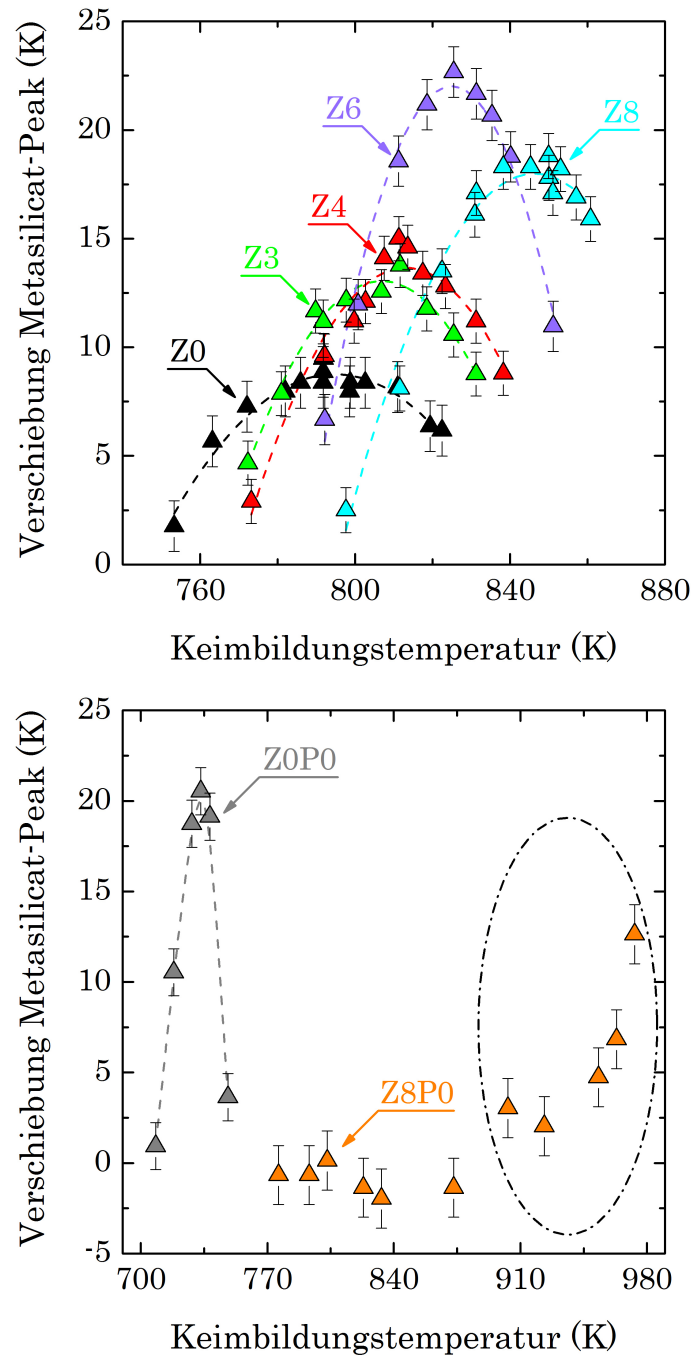 25
20
15
10
5
0
Z6
Z8
Z4
Z3
Z0
760 800 840 880
Verschiebung Metasilicat-Peak (K)
Keimbildungstemperatur (K)
25
20
15
10
5
0
-5
Z0P0
Z8P0
700 770 840 910 980
Verschiebung Metasilicat-Peak (K)
Keimbildungstemperatur (K)